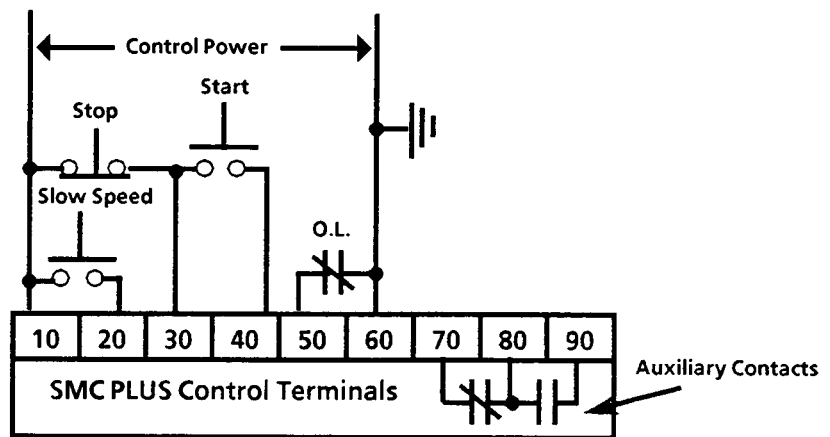 Control Power
Start
Stop
Slow Speed
O.L.
10 20 30 40 50 60 70 80 90
SMC PLUS Control Terminals
Auxiliary Contacts